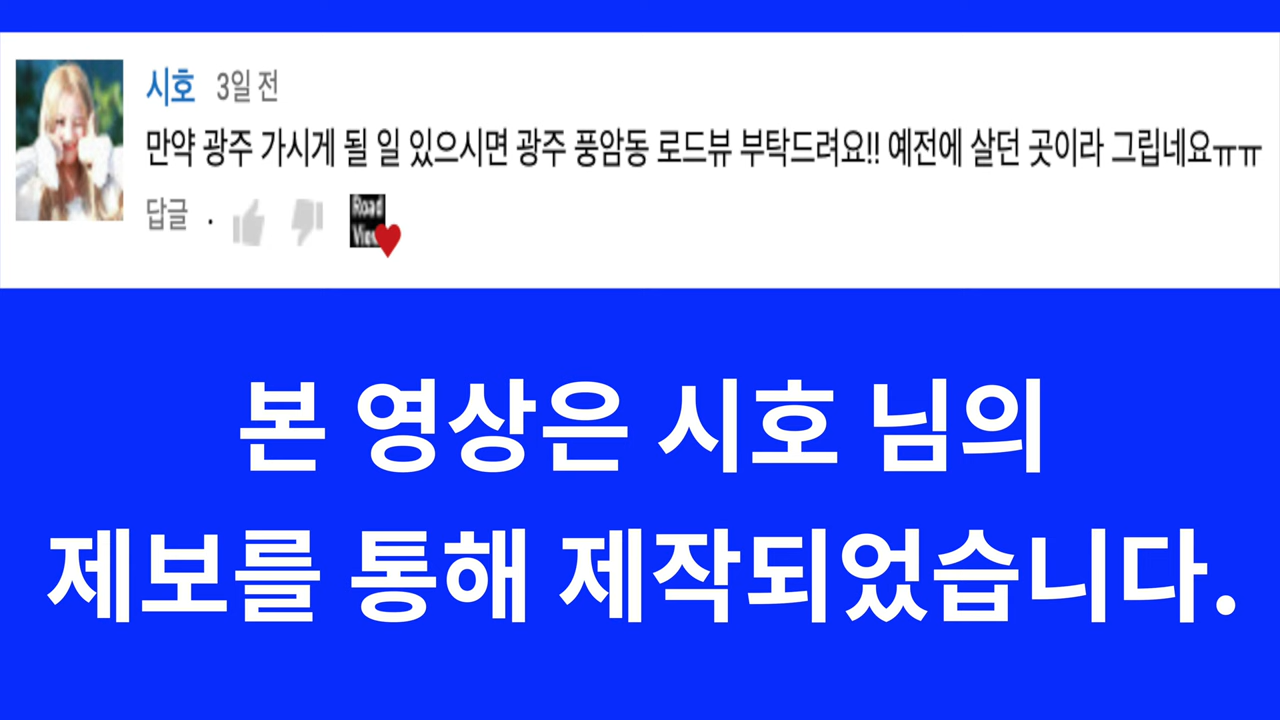 시호 3일 전
만약 광주 가시게 될 일 있으시면 광주 풍암동 로드뷰 부탁드려요!! 예전에 살던 곳이라 그립네요ㅠㅠ
답글 ·
Road
View
본 영상은 시호 님의
제보를 통해 제작되었습니다.